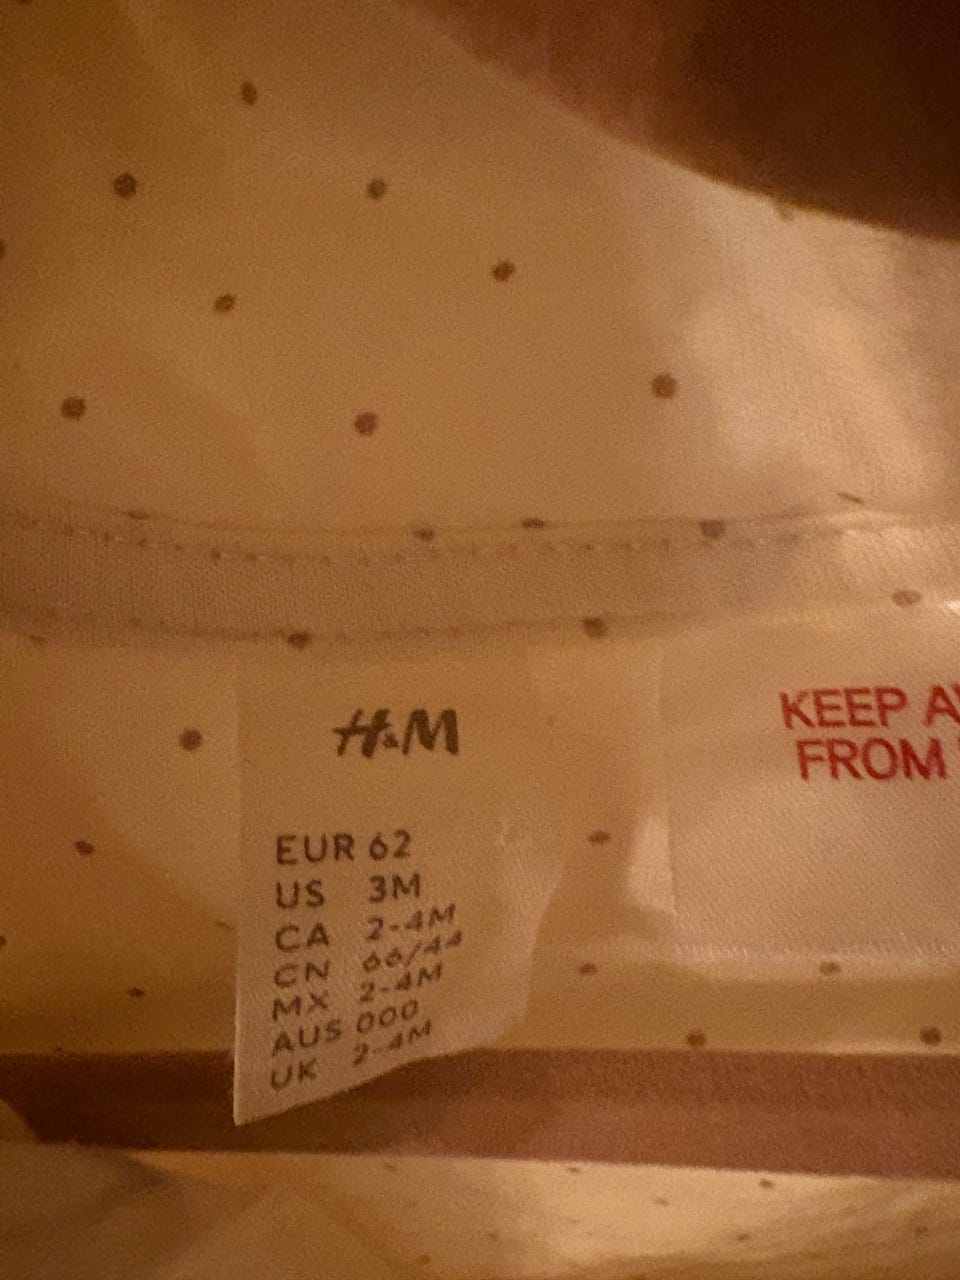 H&M
EUR 62
US 3M
CA 2-4M
CN 66/44
MX 2-4M
AUS 000
UK 2-4M
KEEP
FROM